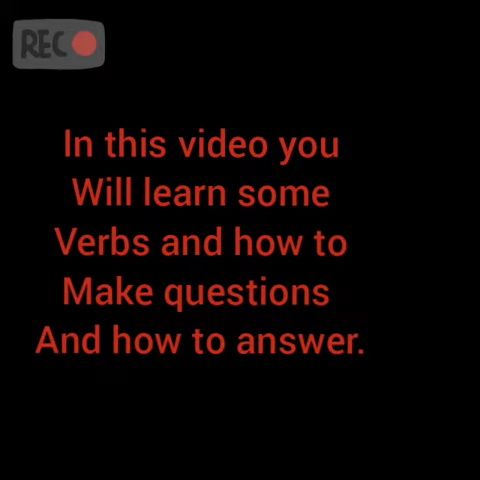 REC
In this video you
Will learn some
Verbs and how to
Make questions
And how to answer.